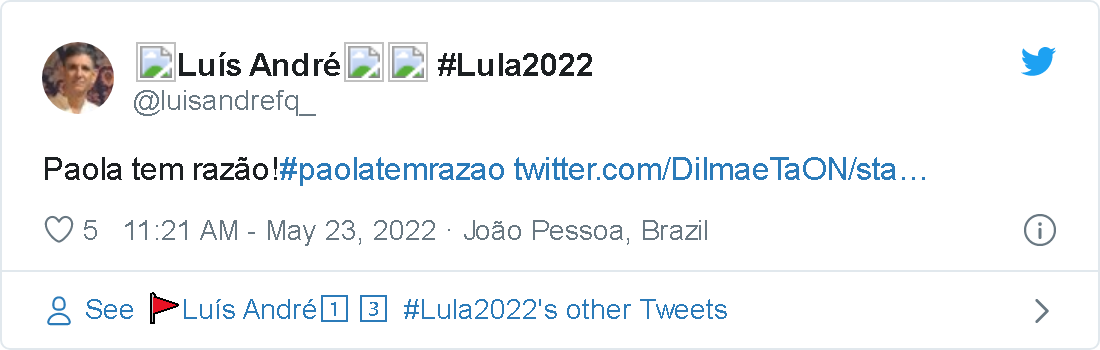 Luís André #Lula2022
@luisandrefq_
Paola tem razão!#paolatemrazao twitter.com/DilmaeTaON/sta…
5 11:21 AM - May 23, 2022 · João Pessoa, Brazil
See 🚩Luís André1️⃣3️⃣ #Lula2022's other Tweets